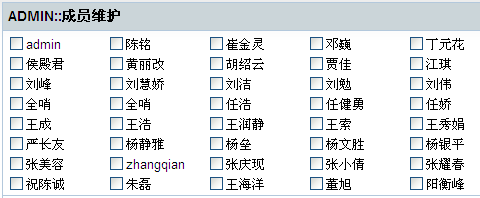 ADMIN::成员维护
admin 陈铭 崔金灵 邓巍 丁元花
侯殿君 黄丽改 胡绍云 贾佳 江琪
刘峰 刘慧娇 刘洁 刘勉 刘伟
全哨 全哨 任浩 任健勇 任娇
王成 王浩 王润静 王索 王秀娟
严长友 杨静雅 杨垒 杨文胜 杨银平
张美容 zhangqian 张庆现 张小倩 张耀春
祝陈诚 朱磊 王海洋 董旭 阳衡峰